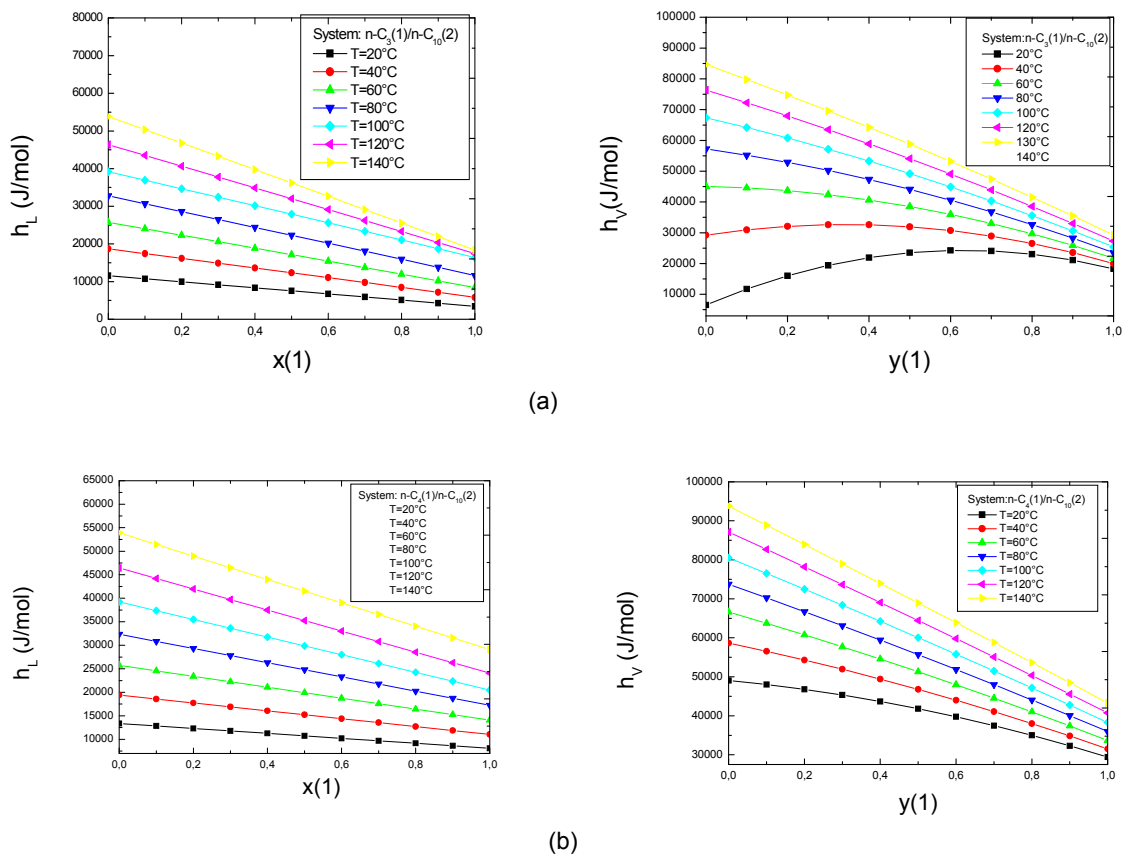 System: n-C3(1)/n-C10(2)
T=20°C
T=40°C
T=60°C
T=80°C
T=100°C
T=120°C
T=140°C
80000
70000
60000
50000
40000
30000
20000
10000
0
hL (J/mol)
0,0 0,2 0,4 0,6 0,8 1,0
x(1)
System:n-C3(1)/n-C10(2)
20°C
40°C
60°C
80°C
100°C
120°C
130°C
140°C
100000
90000
80000
70000
60000
50000
40000
30000
20000
10000
hV(J/mol)
0,0 0,2 0,4 0,6 0,8 1,0
y(1)
(a)
System: n-C4(1)/n-C10(2)
T=20°C
T=40°C
T=60°C
T=80°C
T=100°C
T=120°C
T=140°C
65000
60000
55000
50000
45000
40000
35000
30000
25000
20000
15000
10000
hL (J/mol)
0,0 0,2 0,4 0,6 0,8 1,0
x(1)
System:n-C4(1)/n-C10(2)
T=20°C
T=40°C
T=60°C
T=80°C
T=100°C
T=120°C
T=140°C
100000
90000
80000
70000
60000
50000
40000
30000
hV (J/mol)
0,0 0,2 0,4 0,6 0,8 1,0
y(1)
(b)